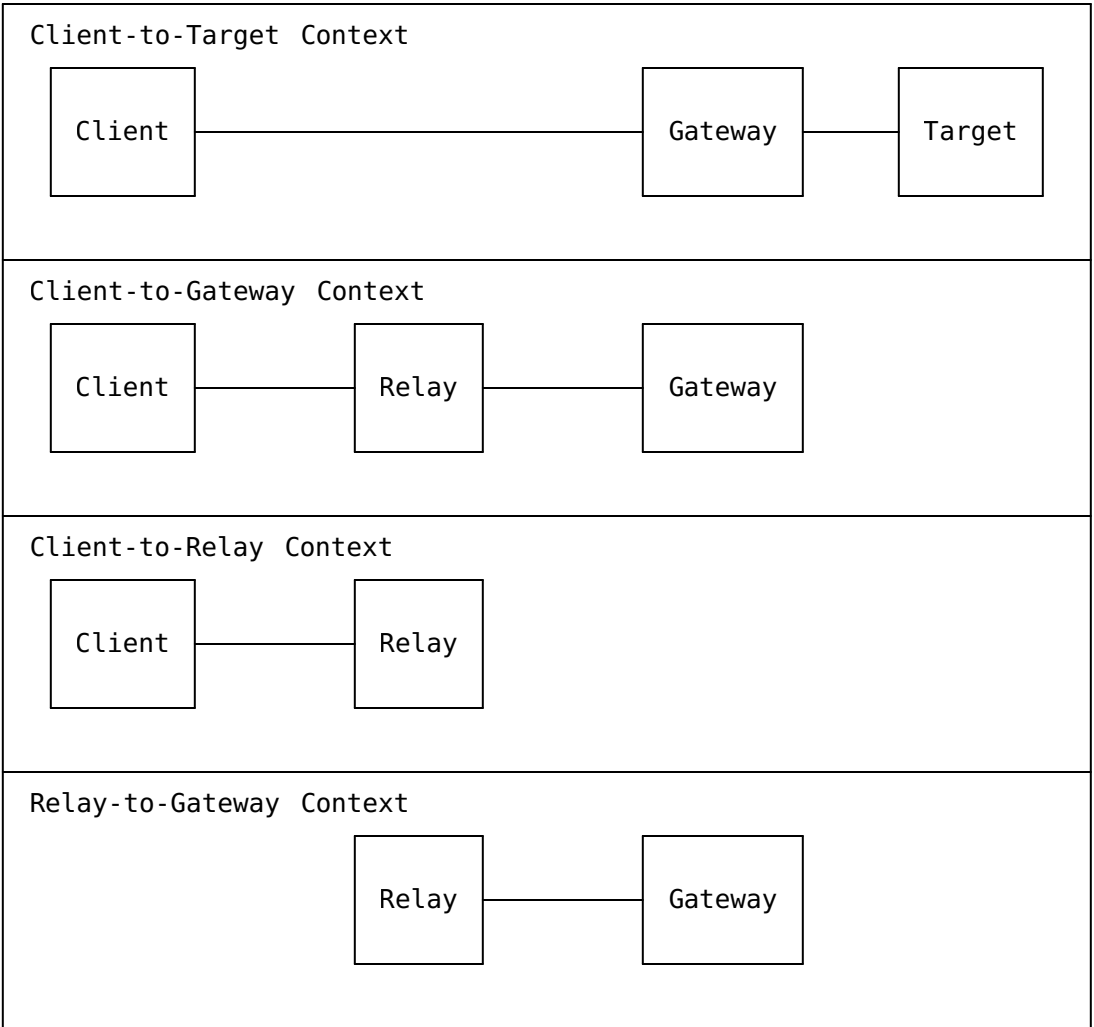 Client-to-Target Context
Client Gateway Target
Client-to-Gateway Context
Client Relay Gateway
Client-to-Relay Context
Client Relay
Relay-to-Gateway Context
Relay Gateway